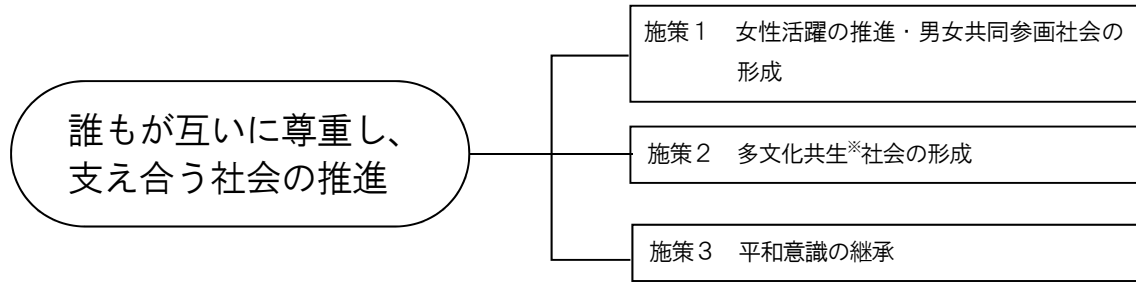 誰もが互いに尊重し、
支え合う社会の推進
施策１　女性活躍の推進・男女共同参画社会の
形成
施策２　多文化共生※社会の形成
施策３　平和意識の継承